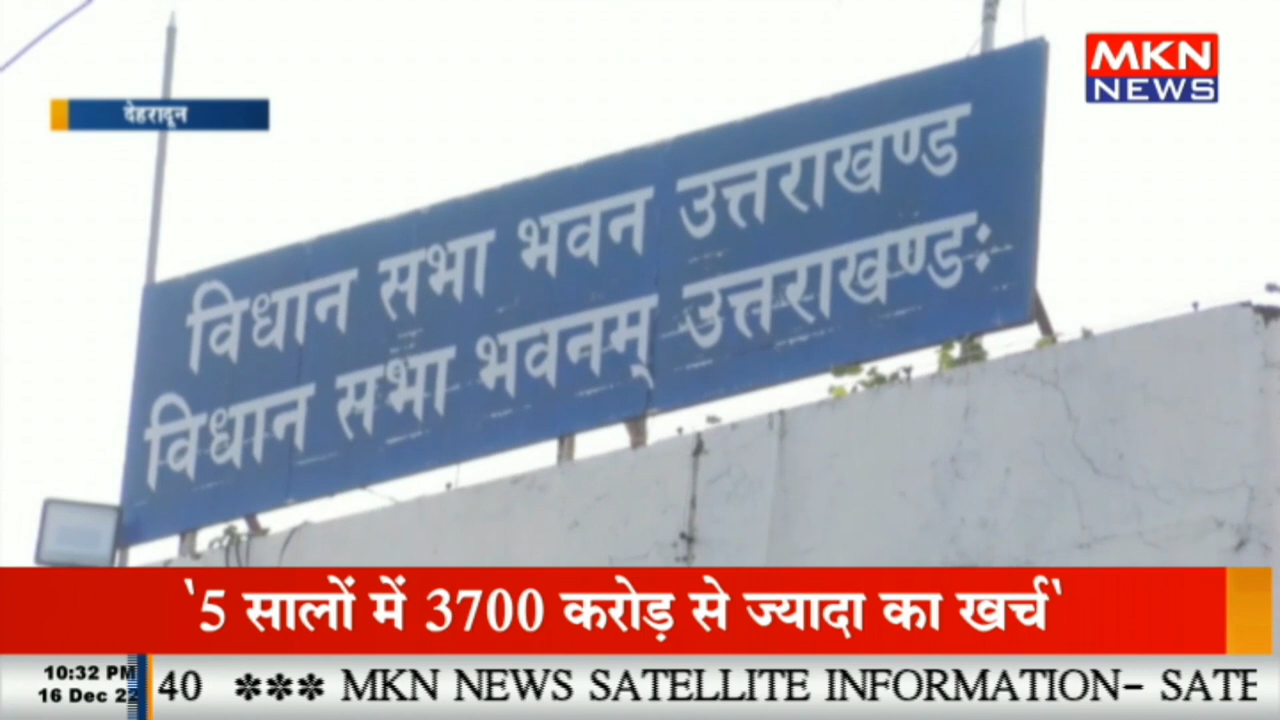 MKN
NEWS
देहरादून
विधान सभा भवन उत्तराखण्ड
विधान सभा भवनम् उत्तराखण्ड:
'5 सालों में 3700 करोड़ से ज्यादा का खर्च'
10:32 PM
16 Dec 22
40 *** MKN NEWS SATELLITE INFORMATION- SATE